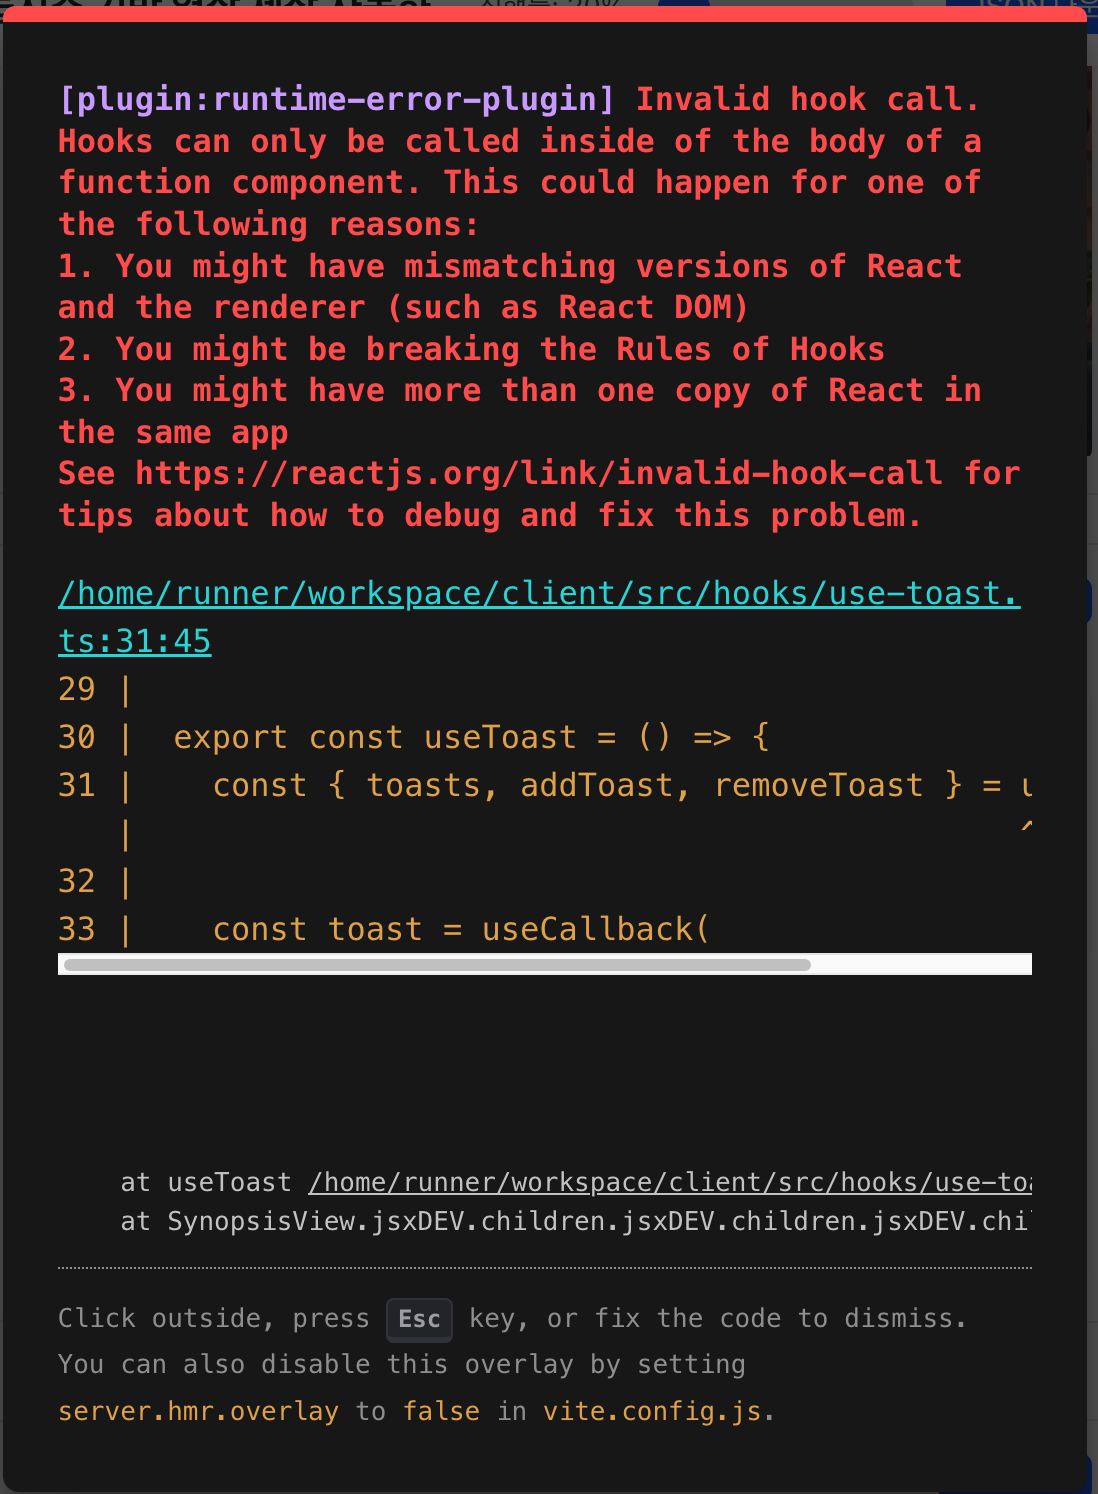 [plugin:runtime-error-plugin] Invalid hook call.
Hooks can only be called inside of the body of a
function component. This could happen for one of
the following reasons:
1. You might have mismatching versions of React
and the renderer (such as React DOM)
2. You might be breaking the Rules of Hooks
3. You might have more than one copy of React in
the same app
See https://reactjs.org/link/invalid-hook-call for
tips about how to debug and fix this problem.
/home/runner/workspace/client/src/hooks/use-toast.
ts:31:45
29 |
30 |  export const useToast = () => {
31 |    const { toasts, addToast, removeToast } = u
   |                                              ^
32 |
33 |    const toast = useCallback(
at useToast /home/runner/workspace/client/src/hooks/use-toa
at SynopsisView.jsxDEV.children.jsxDEV.children.jsxDEV.chi
Click outside, press Esc key, or fix the code to dismiss.
You can also disable this overlay by setting
server.hmr.overlay to false in vite.config.js.